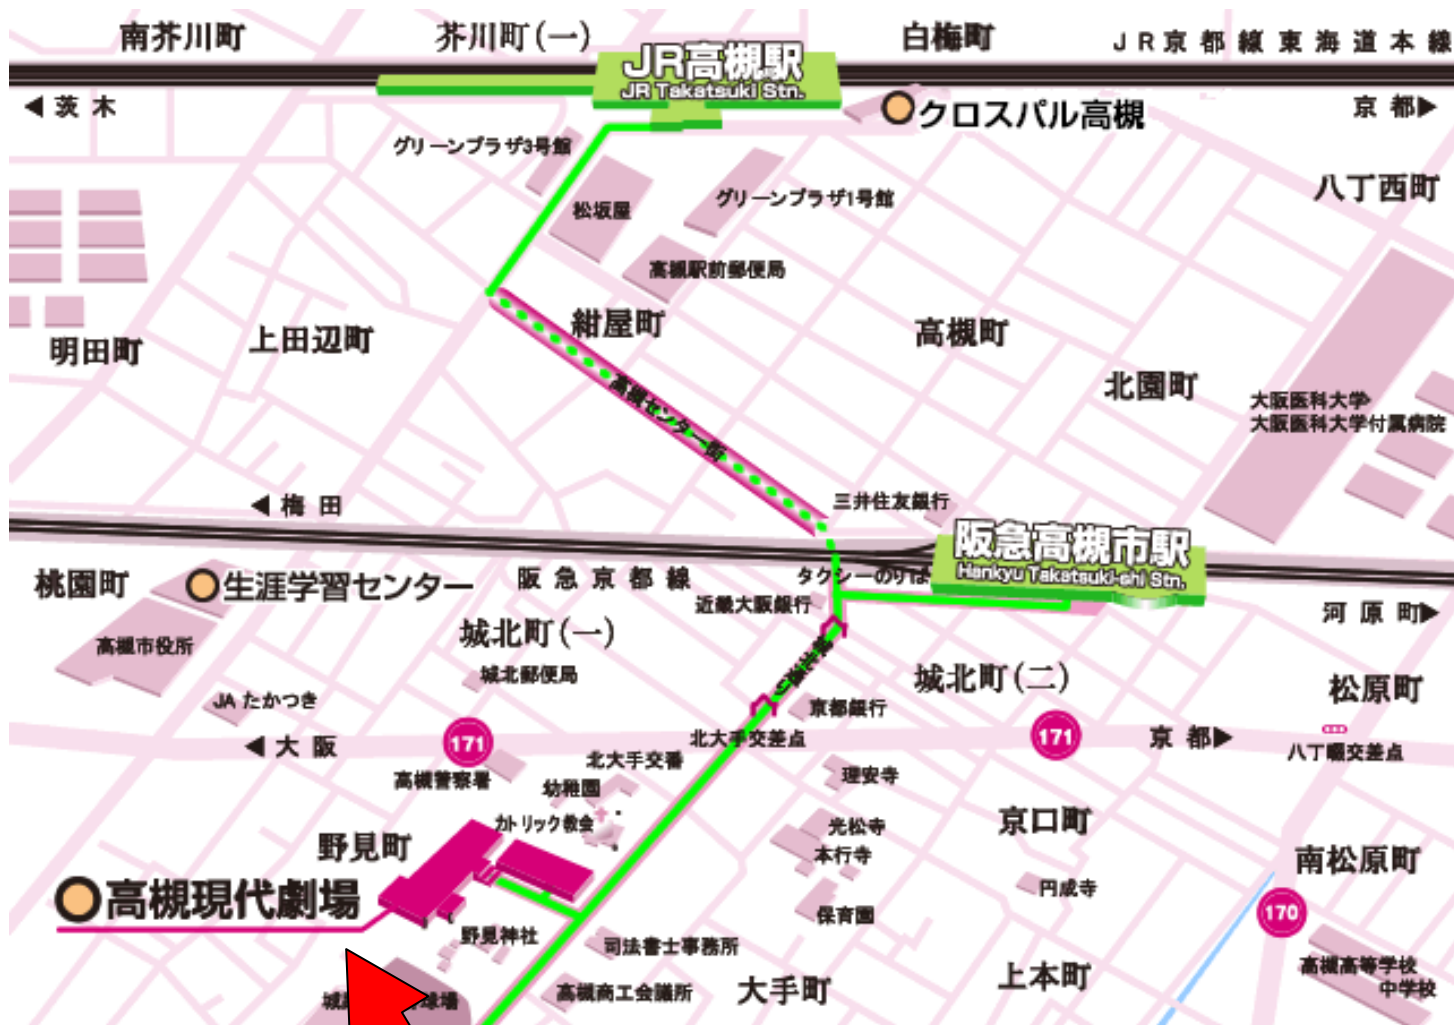 南芥川町
芥川町(一)
白梅町
JR京都線東海道本線
JR高槻駅
JR Takatsuki Stn.
◀茨木
クロスパル高槻
京都▶
グリーンプラザ3号館
八丁西町
松坂屋
グリーンプラザ1号館
高槻駅前郵便局
紺屋町
上田辺町
明田町
高槻町
高槻センター街
北園町
大阪医科大学
大阪医科大学付属病院
◀梅田
三井住友銀行
阪急高槻市駅
Hankyu Takatsuki-shi Stn.
桃園町
生涯学習センター
阪急京都線
タクシーのりば
近畿大阪銀行
河原町▶
高槻市役所
城北町(一)
城北郵便局
城北町(二)
松原町
JAたかつき
京都銀行
171
◀大阪
北大手交差点
171
京都▶
八丁畷交差点
高槻警察署
北大手交番
幼稚園
理安寺
カトリック教会
光松寺
京口町
野見町
本行寺
南松原町
高槻現代劇場
円成寺
保育園
170
野見神社
司法書士事務所
高槻高等学校
中学校
上本町
大手町
高槻商工会議所
球場